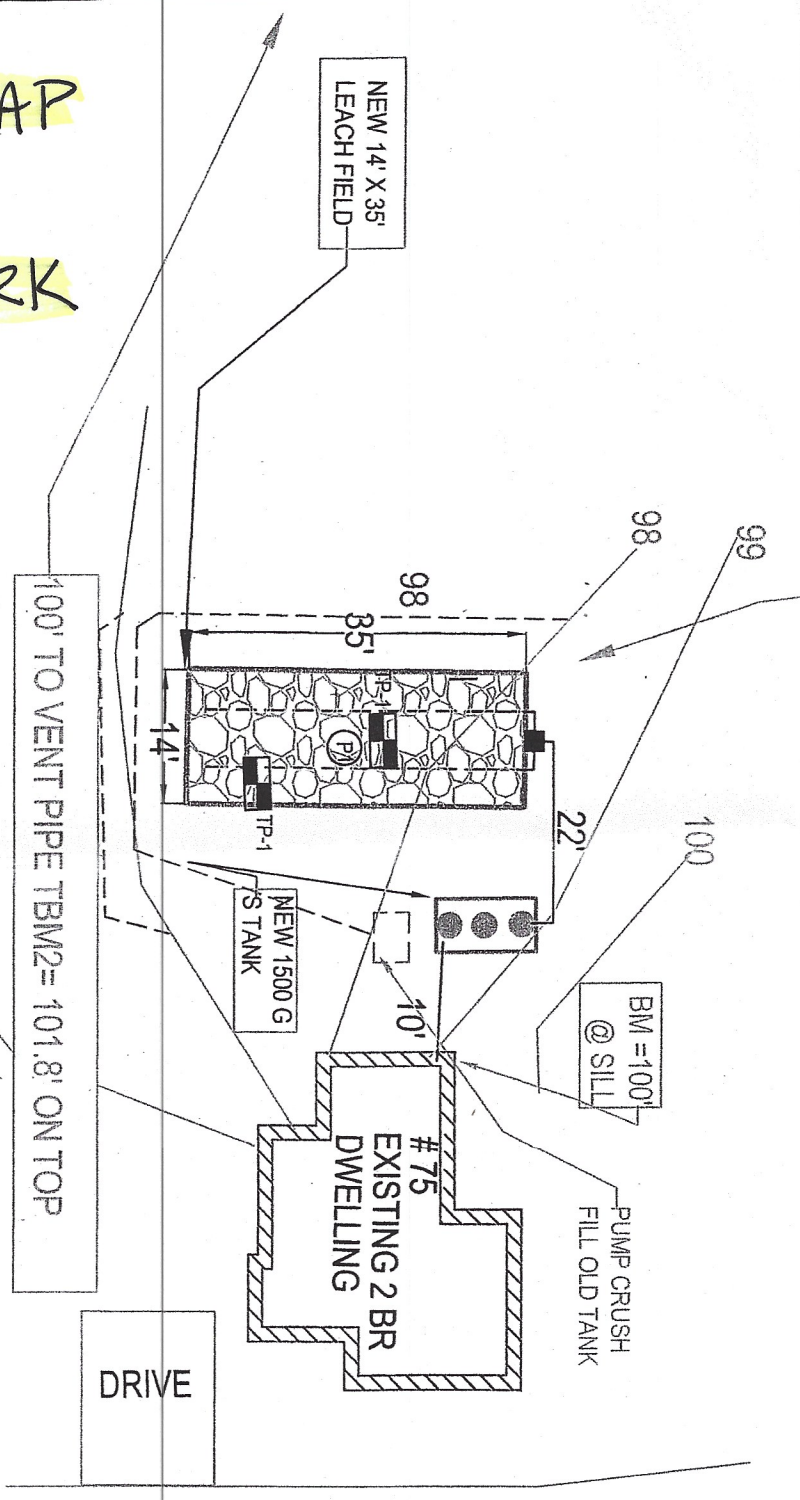 AP
RK
NEW 14' X 35'
LEACH FIELD
98
99
98
35'
14'
TP-1
P1
TP-1
22'
100
NEW 1500 G
S TANK
10'
BM =100'
@ SILL
# 75
EXISTING 2 BR
DWELLING
PUMP CRUSH
FILL OLD TANK
100' TO VENT PIPE TBM2= 101.8' ON TOP
DRIVE